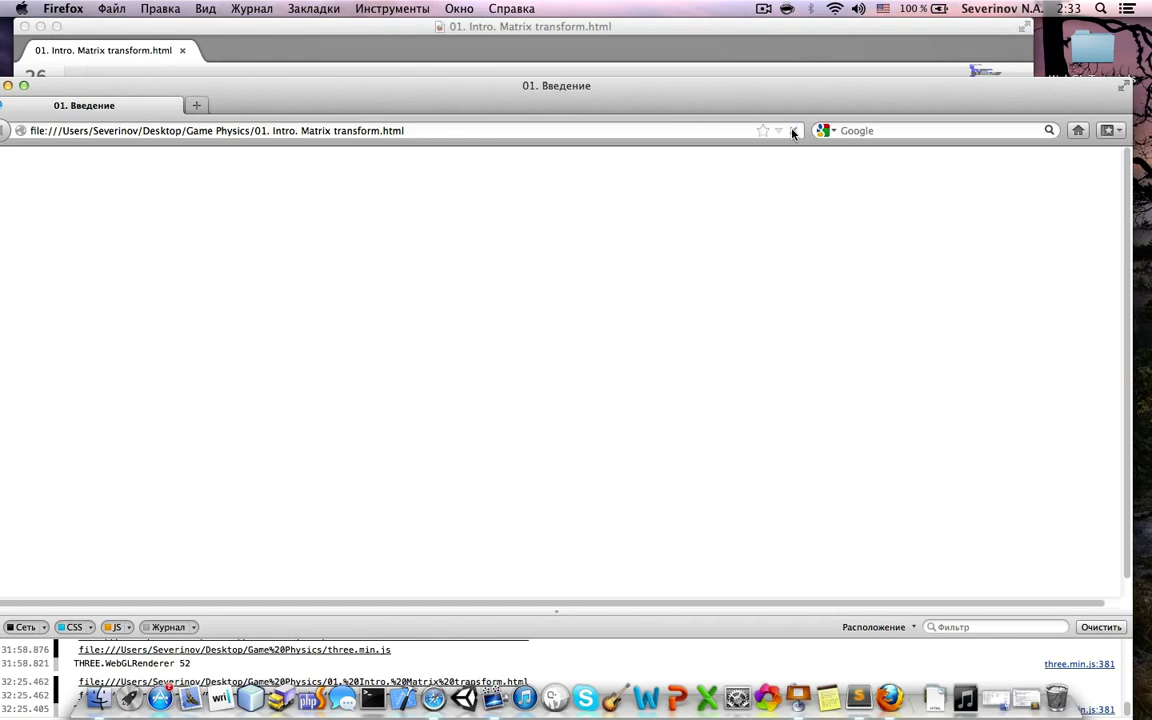 Firefox Файл Правка Вид Журнал Закладки Инструменты Окно Справка 100 % Severinov N.A. 2:33
01. Intro. Matrix transform.html
01. Intro. Matrix transform.html
26
01. Введение
01. Введение
file:///Users/Severinov/Desktop/Game Physics/01. Intro. Matrix transform.html Google
Сеть CSS JS Журнал Расположение Фильтр Очистить
31:58.876 file:///Users/Severinov/Desktop/Game%20Physics/three.min.js
31:58.821 THREE.WebGLRenderer 52 three.min.js:381
32:25.462 file:///Users/Severinov/Desktop/Game%20Physics/01.%20Intro.%20Matrix%20transform.html
32:25.462
32:25.405 n.js:381